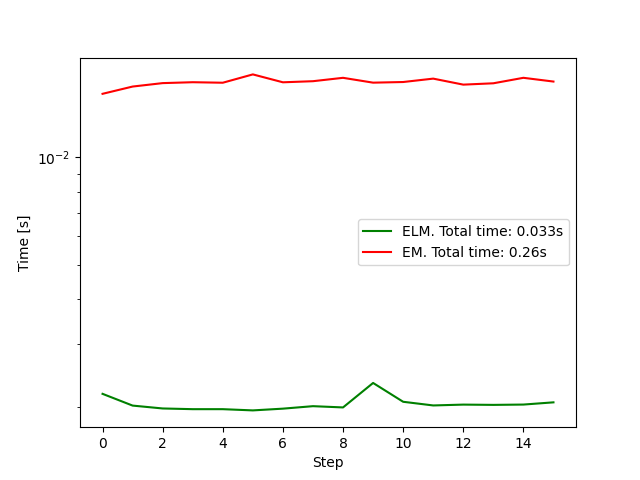 10⁻²
Time [s]
ELM. Total time: 0.033s
EM. Total time: 0.26s
0 2 4 6 8 10 12 14
Step